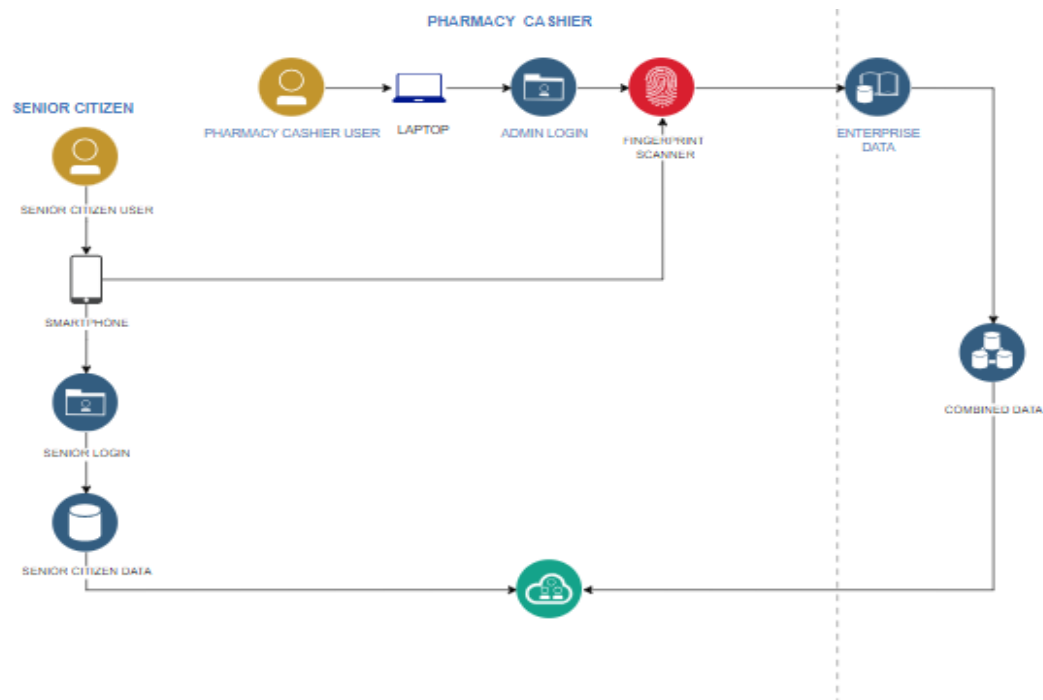 PHARMACY CASHIER
SENIOR CITIZEN
PHARMACY CASHIER USER
LAPTOP
ADMIN LOGIN
FINGERPRINT
SCANNER
ENTERPRISE
DATA
SENIOR CITIZEN USER
SMARTPHONE
COMBINED DATA
SENIOR LOGIN
SENIOR CITIZEN DATA